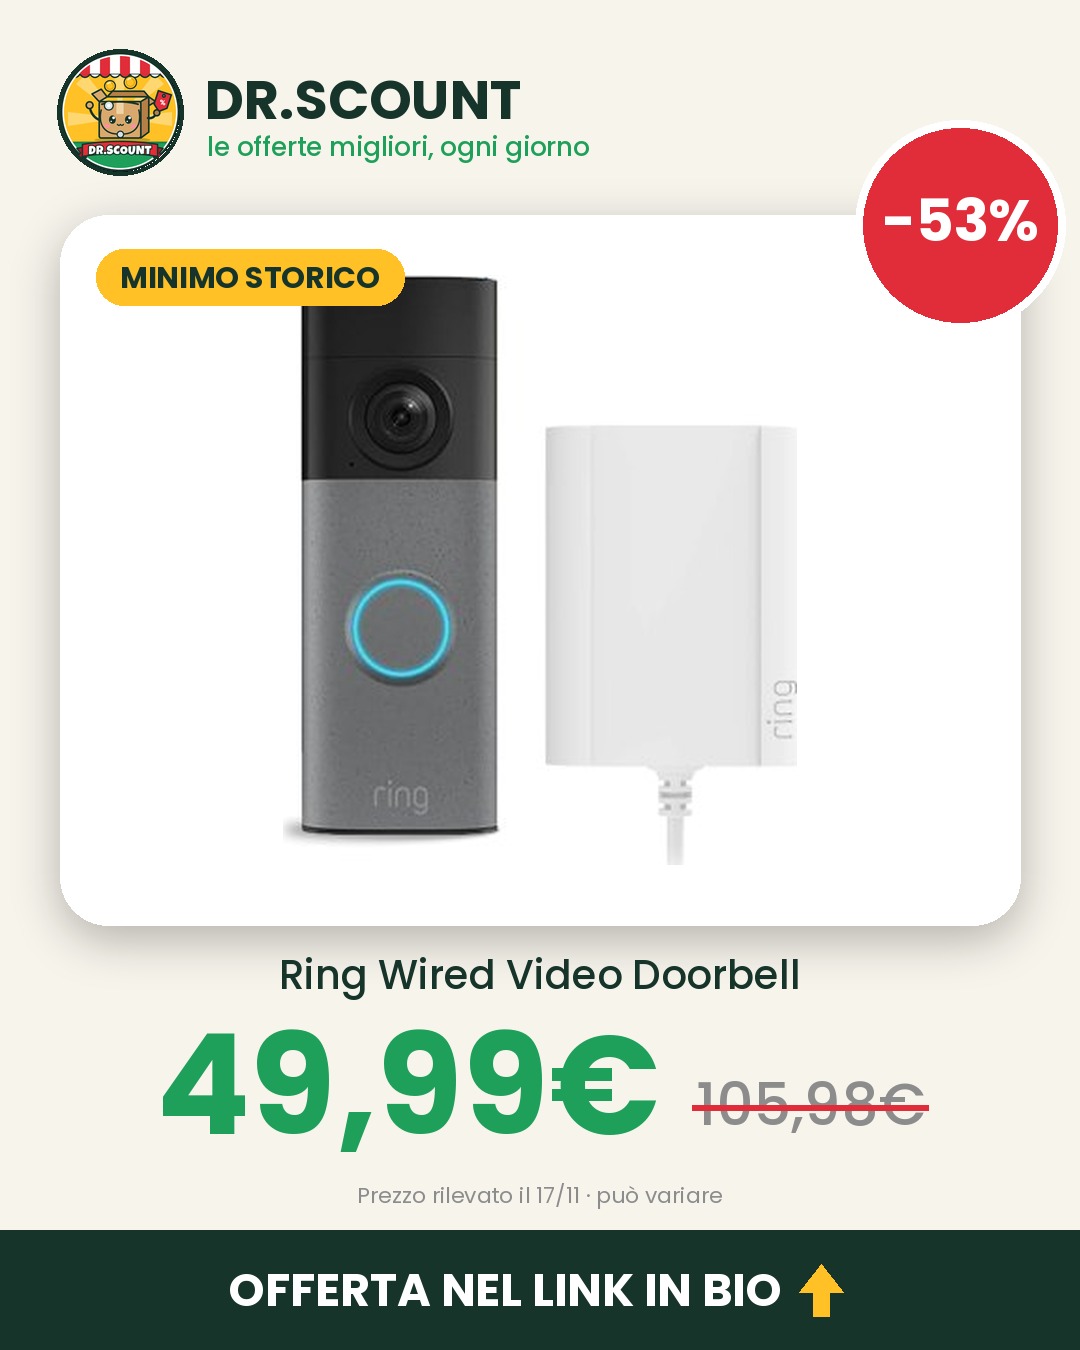 DR.SCOUNT
le offerte migliori, ogni giorno
%
DR.SCOUNT
-53%
MINIMO STORICO
ring
ring
Ring Wired Video Doorbell
49,99€ 105,98€
Prezzo rilevato il 17/11 · può variare
OFFERTA NEL LINK IN BIO